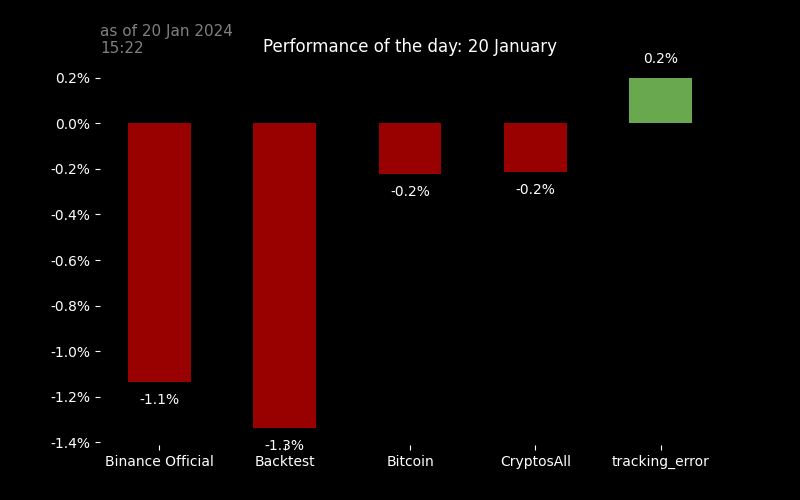 as of 20 Jan 2024
15:22
Performance of the day: 20 January
0.2%
0.2%
0.0%
-0.2%
-0.2%
-0.2%
-0.4%
-0.6%
-0.8%
-1.0%
-1.2%
-1.1%
-1.4%
-1.3%
Binance Official
Backtest
Bitcoin
CryptosAll
tracking_error